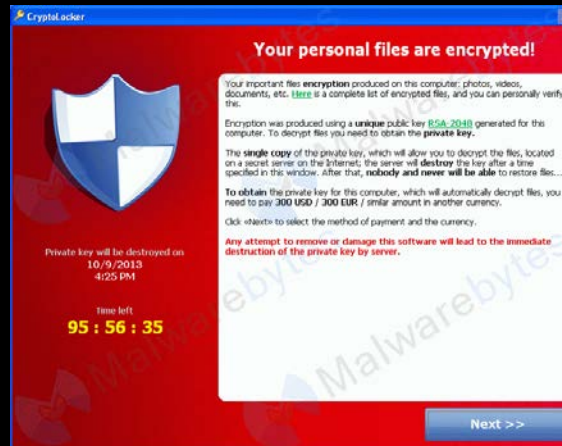 CryptoLocker
Your personal files are encrypted!
Your important files encryption produced on this computer: photos, videos,
documents, etc. Here is a complete list of encrypted files, and you can personally verify
this.
Encryption was produced using a unique public key RSA-2048 generated for this
computer. To decrypt files you need to obtain the private key.
The single copy of the private key, which will allow you to decrypt the files, located
on a secret server on the Internet; the server will destroy the key after a time
specified in this window. After that, nobody and never will be able to restore files...
To obtain the private key for this computer, which will automatically decrypt files, you
need to pay 300 USD / 300 EUR / similar amount in another currency.
Click «Next» to select the method of payment and the currency.
Any attempt to remove or damage this software will lead to the immediate
destruction of the private key by server.
Private key will be destroyed on
10/9/2013
4:25 PM
Time left
95 : 56 : 35
Next >>
Malwarebytes
Malwarebytes
Malwarebytes